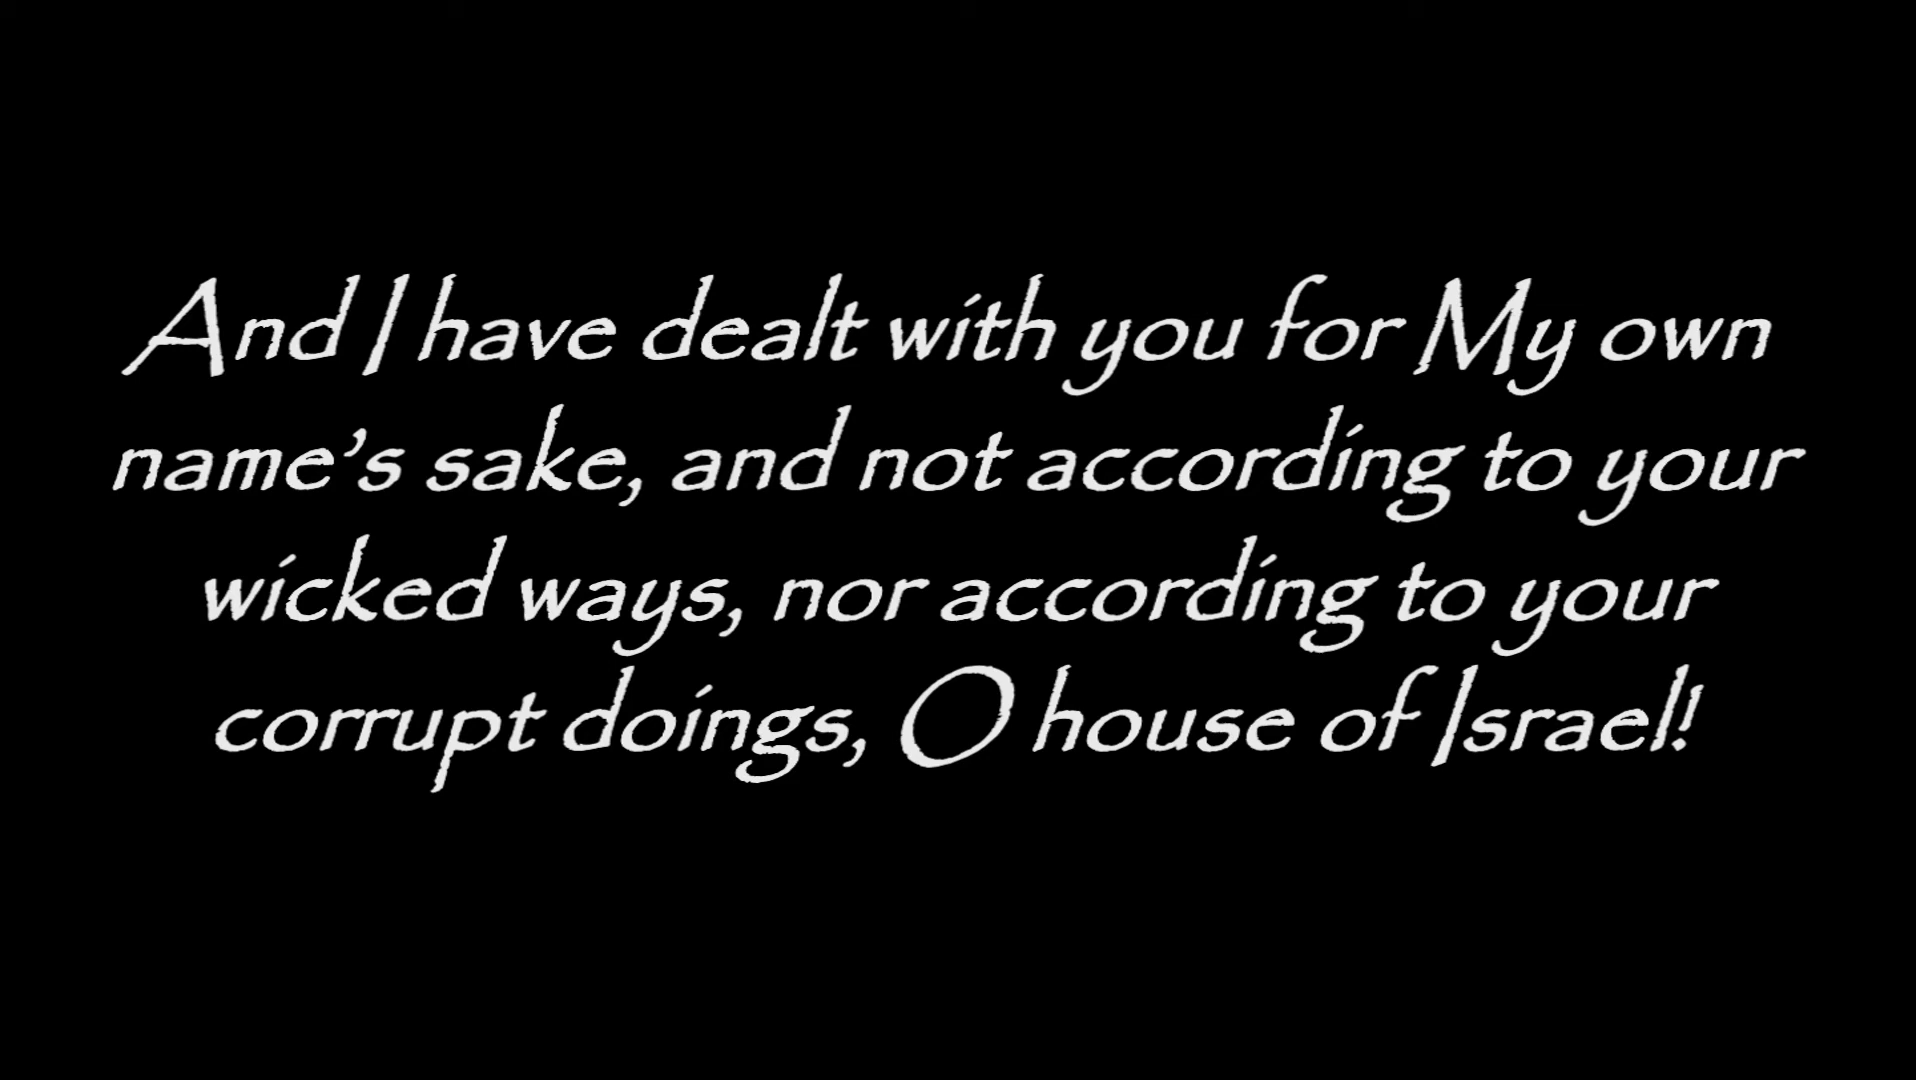 And I have dealt with you for My own
name’s sake, and not according to your
wicked ways, nor according to your
corrupt doings, O house of Israel!